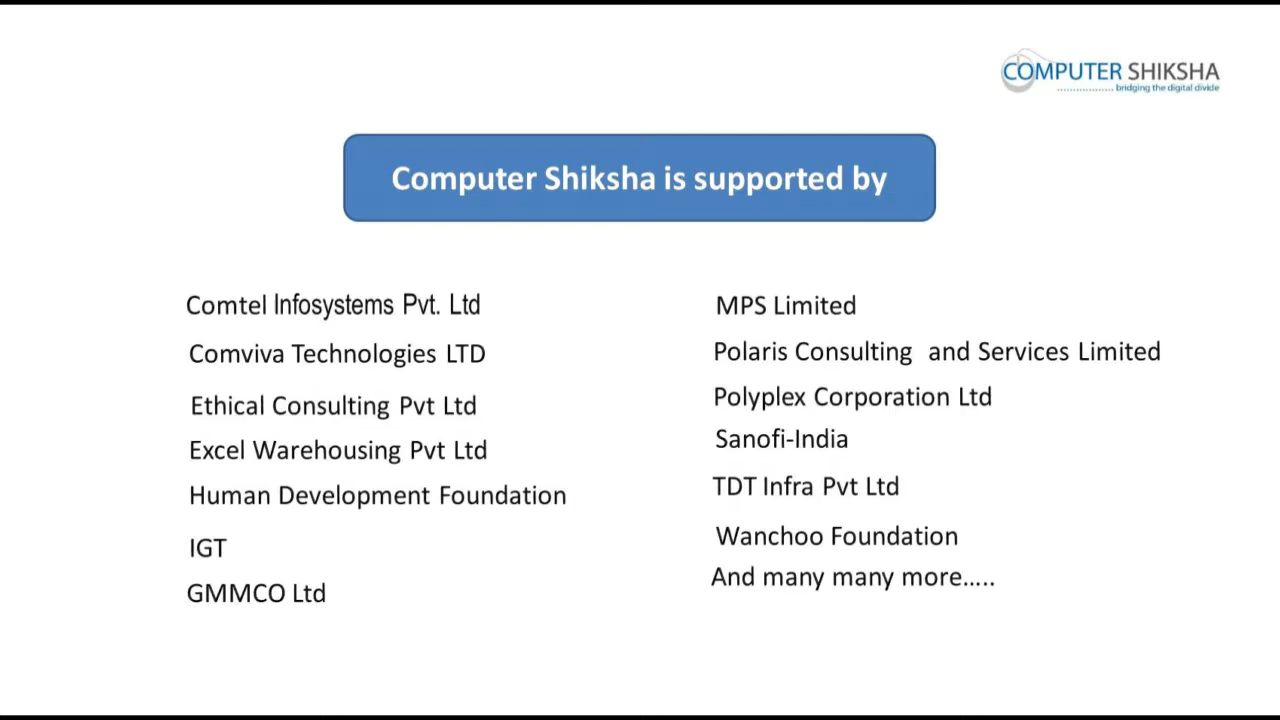 COMPUTER SHIKSHA
bridging the digital divide
Computer Shiksha is supported by
Comtel Infosystems Pvt. Ltd
Comviva Technologies LTD
Ethical Consulting Pvt Ltd
Excel Warehousing Pvt Ltd
Human Development Foundation
IGT
GMMCO Ltd
MPS Limited
Polaris Consulting and Services Limited
Polyplex Corporation Ltd
Sanofi-India
TDT Infra Pvt Ltd
Wanchoo Foundation
And many many more.....